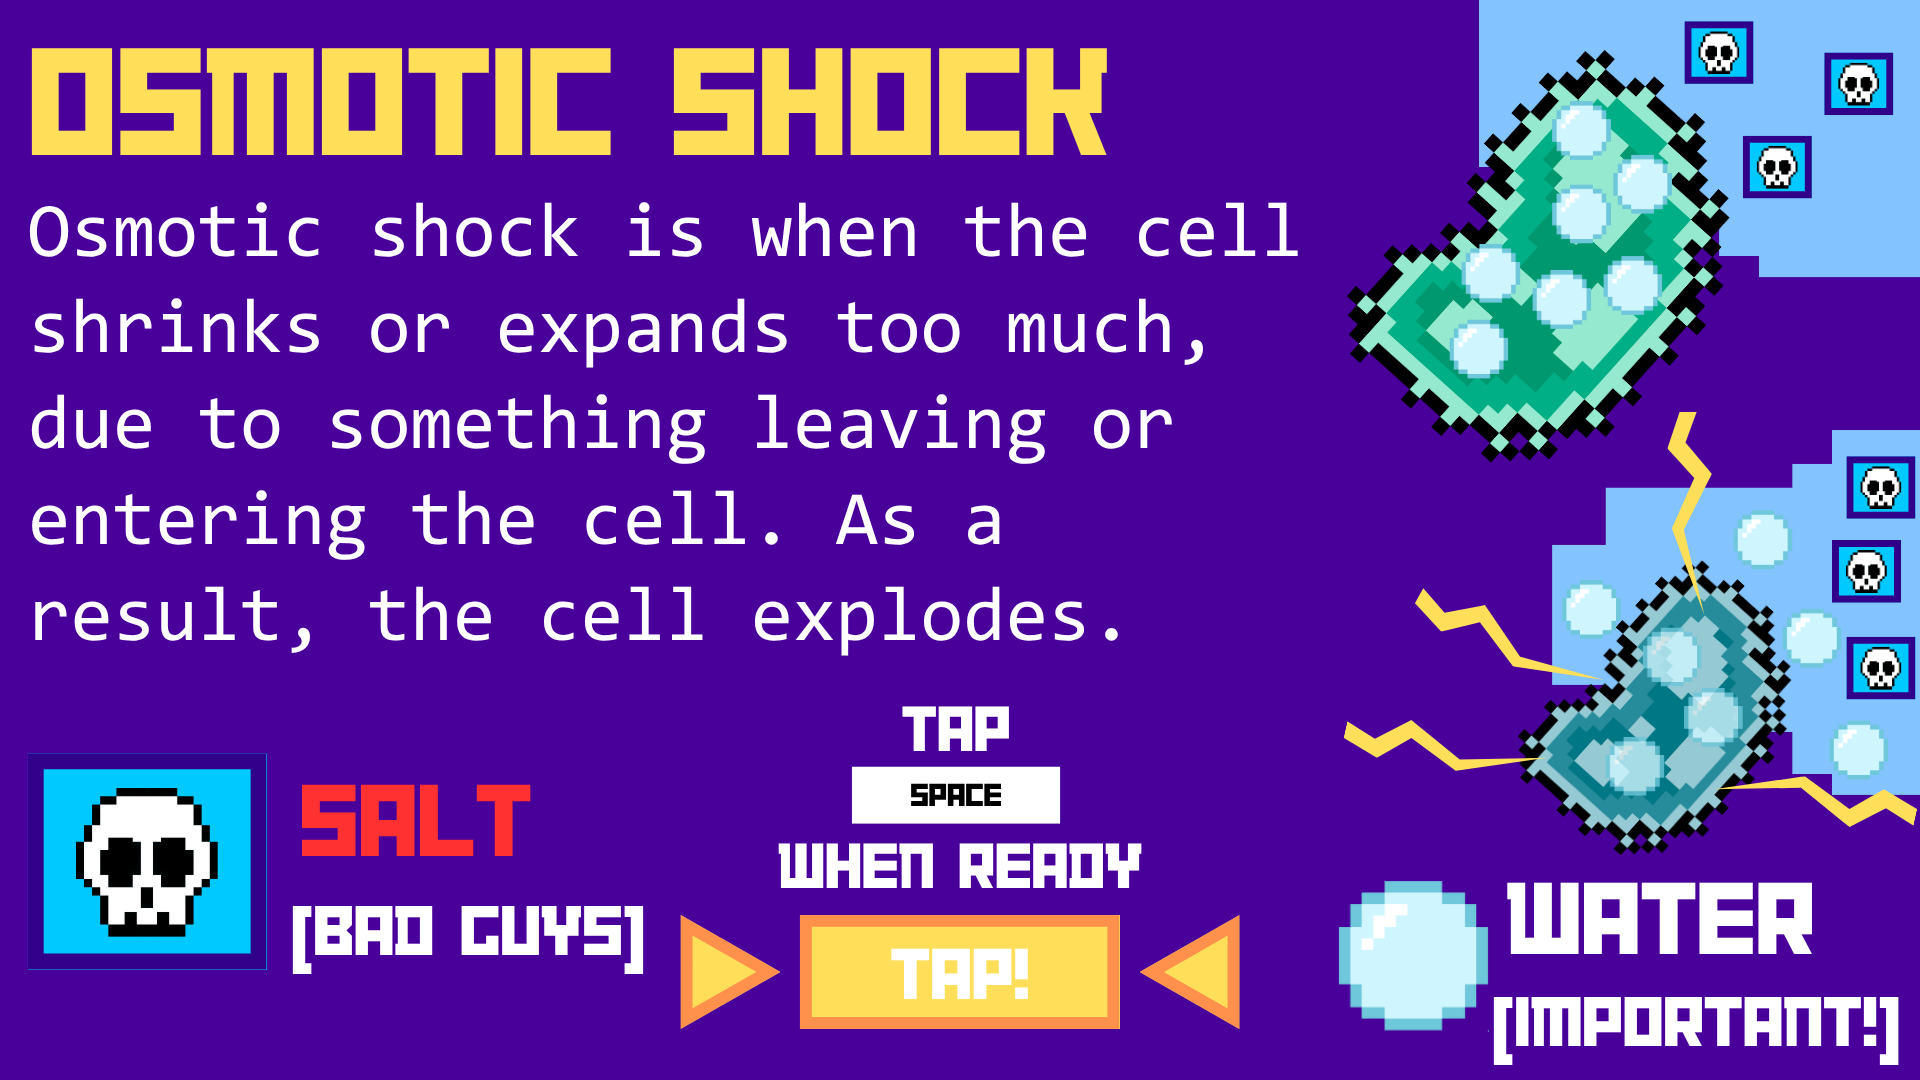 OSMOTIC SHOCK
Osmotic shock is when the cell
shrinks or expands too much,
due to something leaving or
entering the cell. As a
result, the cell explodes.
SALT
[BAD GUYS]
TAP
SPACE
WHEN READY
TAP!
WATER
[IMPORTANT!]